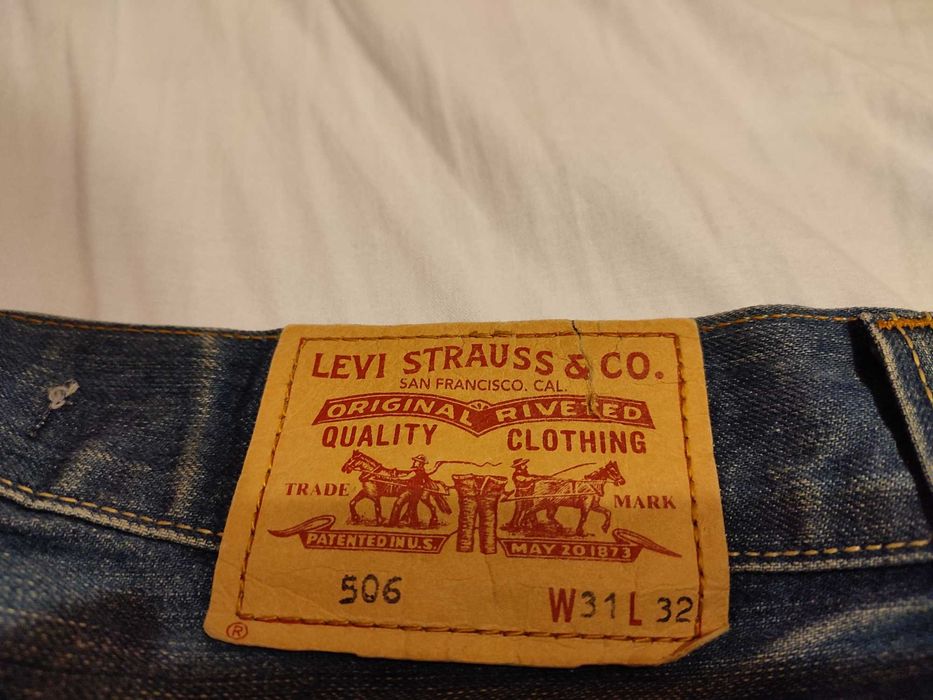 LEVI STRAUSS & CO.
SAN FRANCISCO. CAL.
ORIGINAL RIVETED
QUALITY CLOTHING
TRADE MARK
PATENTED IN U.S. MAY 20 1873
506 W31 L 32
®